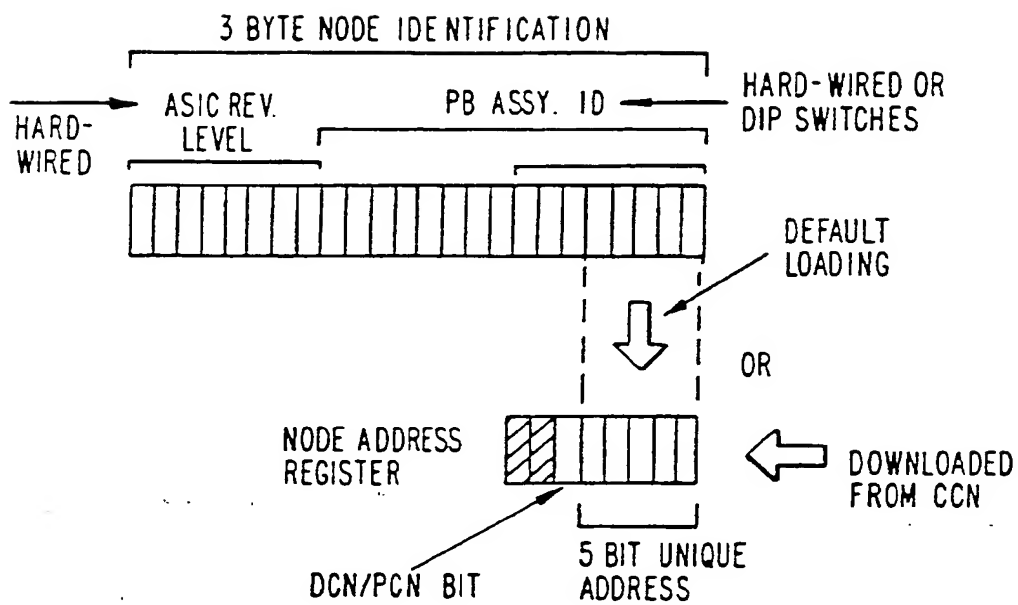 3 BYTE NODE IDENTIFICATION
HARD-
WIRED
ASIC REV.
LEVEL
PB ASSY. ID
HARD-WIRED OR
DIP SWITCHES
DEFAULT
LOADING
OR
NODE ADDRESS
REGISTER
DOWNLOADED
FROM CCN
DCN/PCN BIT
5 BIT UNIQUE
ADDRESS